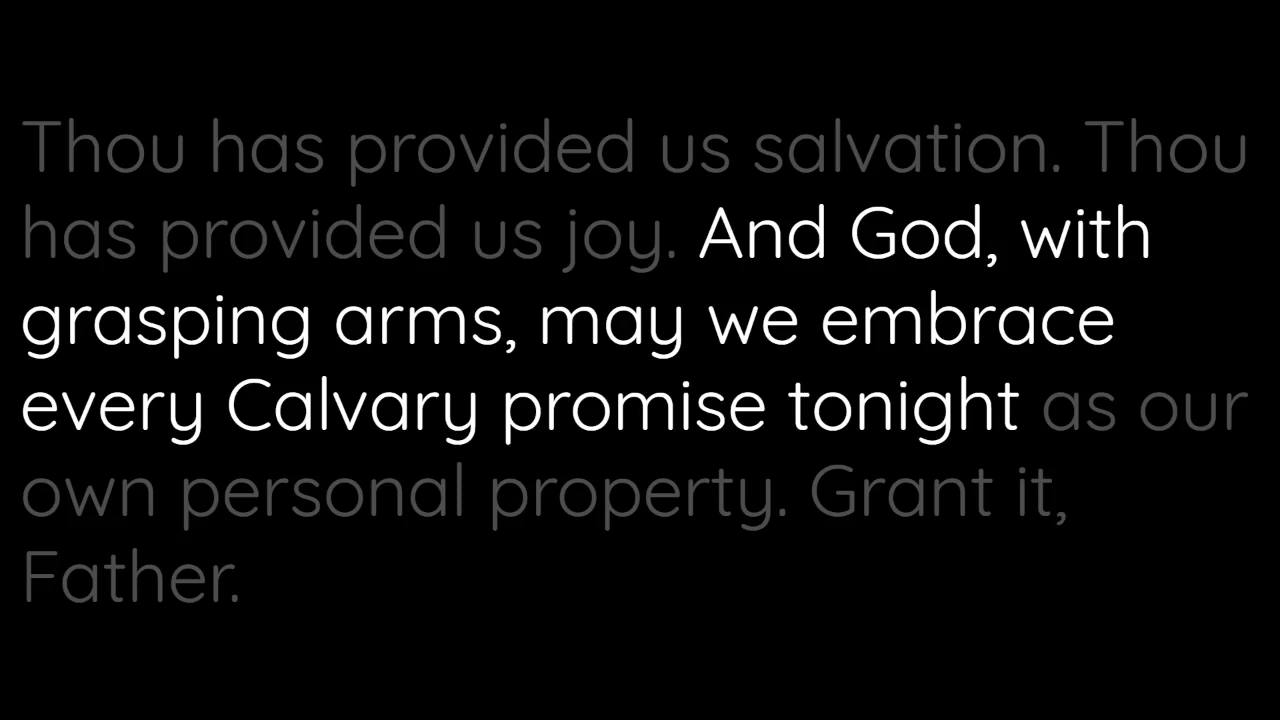 Thou has provided us salvation. Thou
has provided us joy. And God, with
grasping arms, may we embrace
every Calvary promise tonight as our
own personal property. Grant it,
Father.